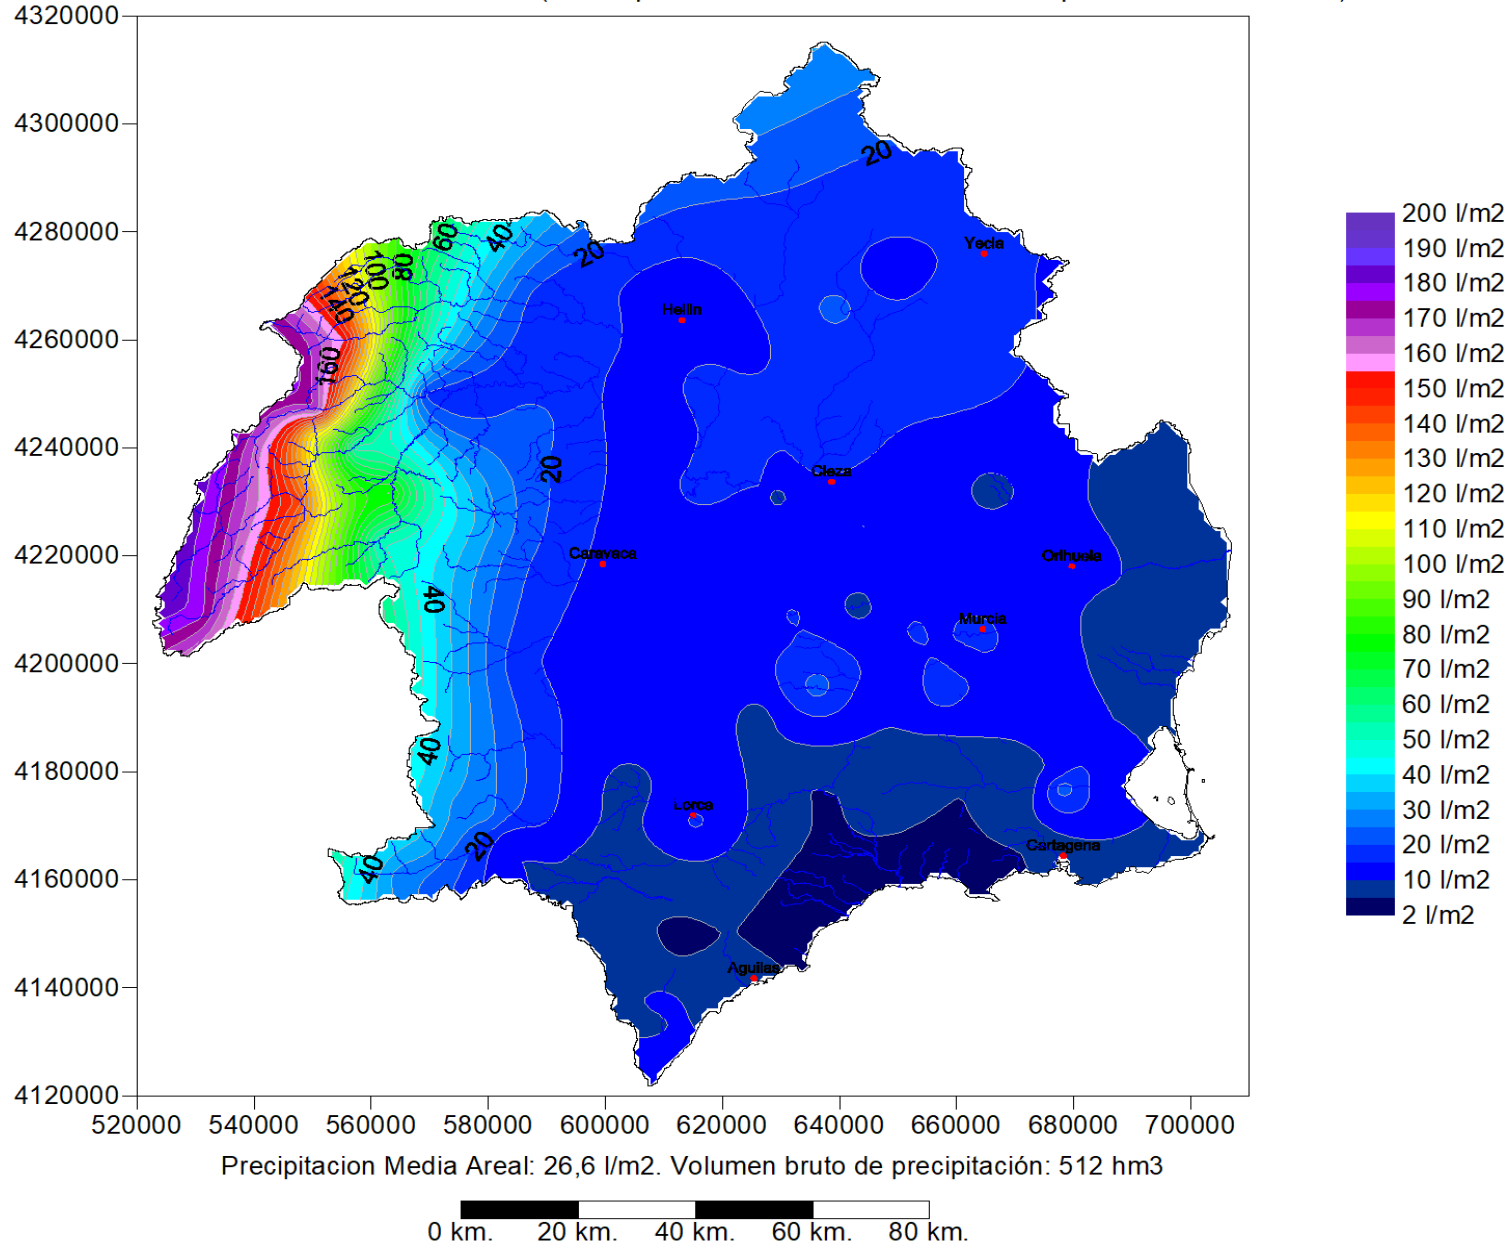 4320000
4300000
4280000
4260000
4240000
4220000
4200000
4180000
4160000
4140000
4120000
520000 540000 560000 580000 600000 620000 640000 660000 680000 700000
20
60
40
20
80
100
120
140
160
20
40
40
20
40
Yecla
Hellin
Cieza
Caravaca
Orihuela
Murcia
Lorca
Cartagena
Aguilas
200 l/m2
190 l/m2
180 l/m2
170 l/m2
160 l/m2
150 l/m2
140 l/m2
130 l/m2
120 l/m2
110 l/m2
100 l/m2
90 l/m2
80 l/m2
70 l/m2
60 l/m2
50 l/m2
40 l/m2
30 l/m2
20 l/m2
10 l/m2
2 l/m2
Precipitacion Media Areal: 26,6 l/m2. Volumen bruto de precipitación: 512 hm3
0 km. 20 km. 40 km. 60 km. 80 km.